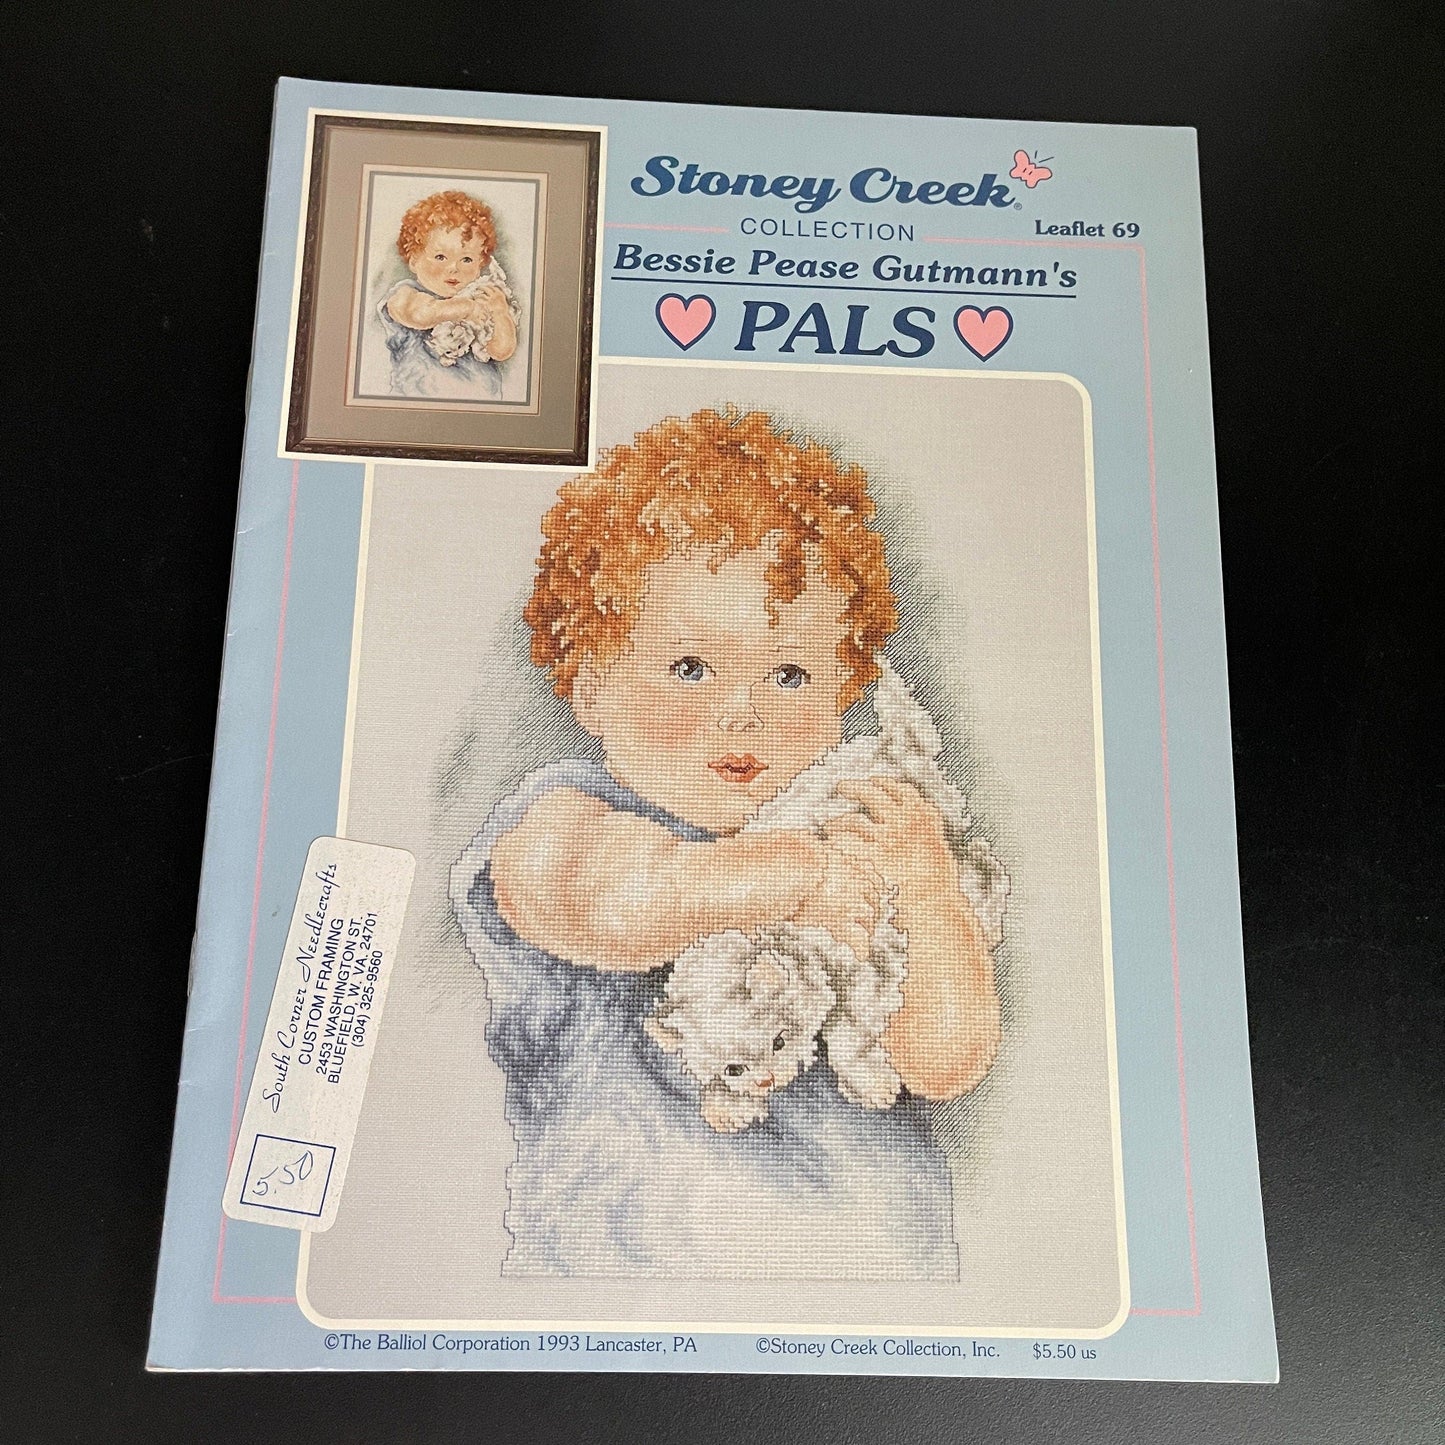 Stoney Creek®
COLLECTION
Leaflet 69
Bessie Pease Gutmann's
PALS
South Corner Needlecrafts
CUSTOM FRAMING
2453 WASHINGTON ST.
BLUEFIELD, W. VA. 24701
(304) 325-9560
5.50
©The Balliol Corporation 1993 Lancaster, PA
©Stoney Creek Collection, Inc.
$5.50 us